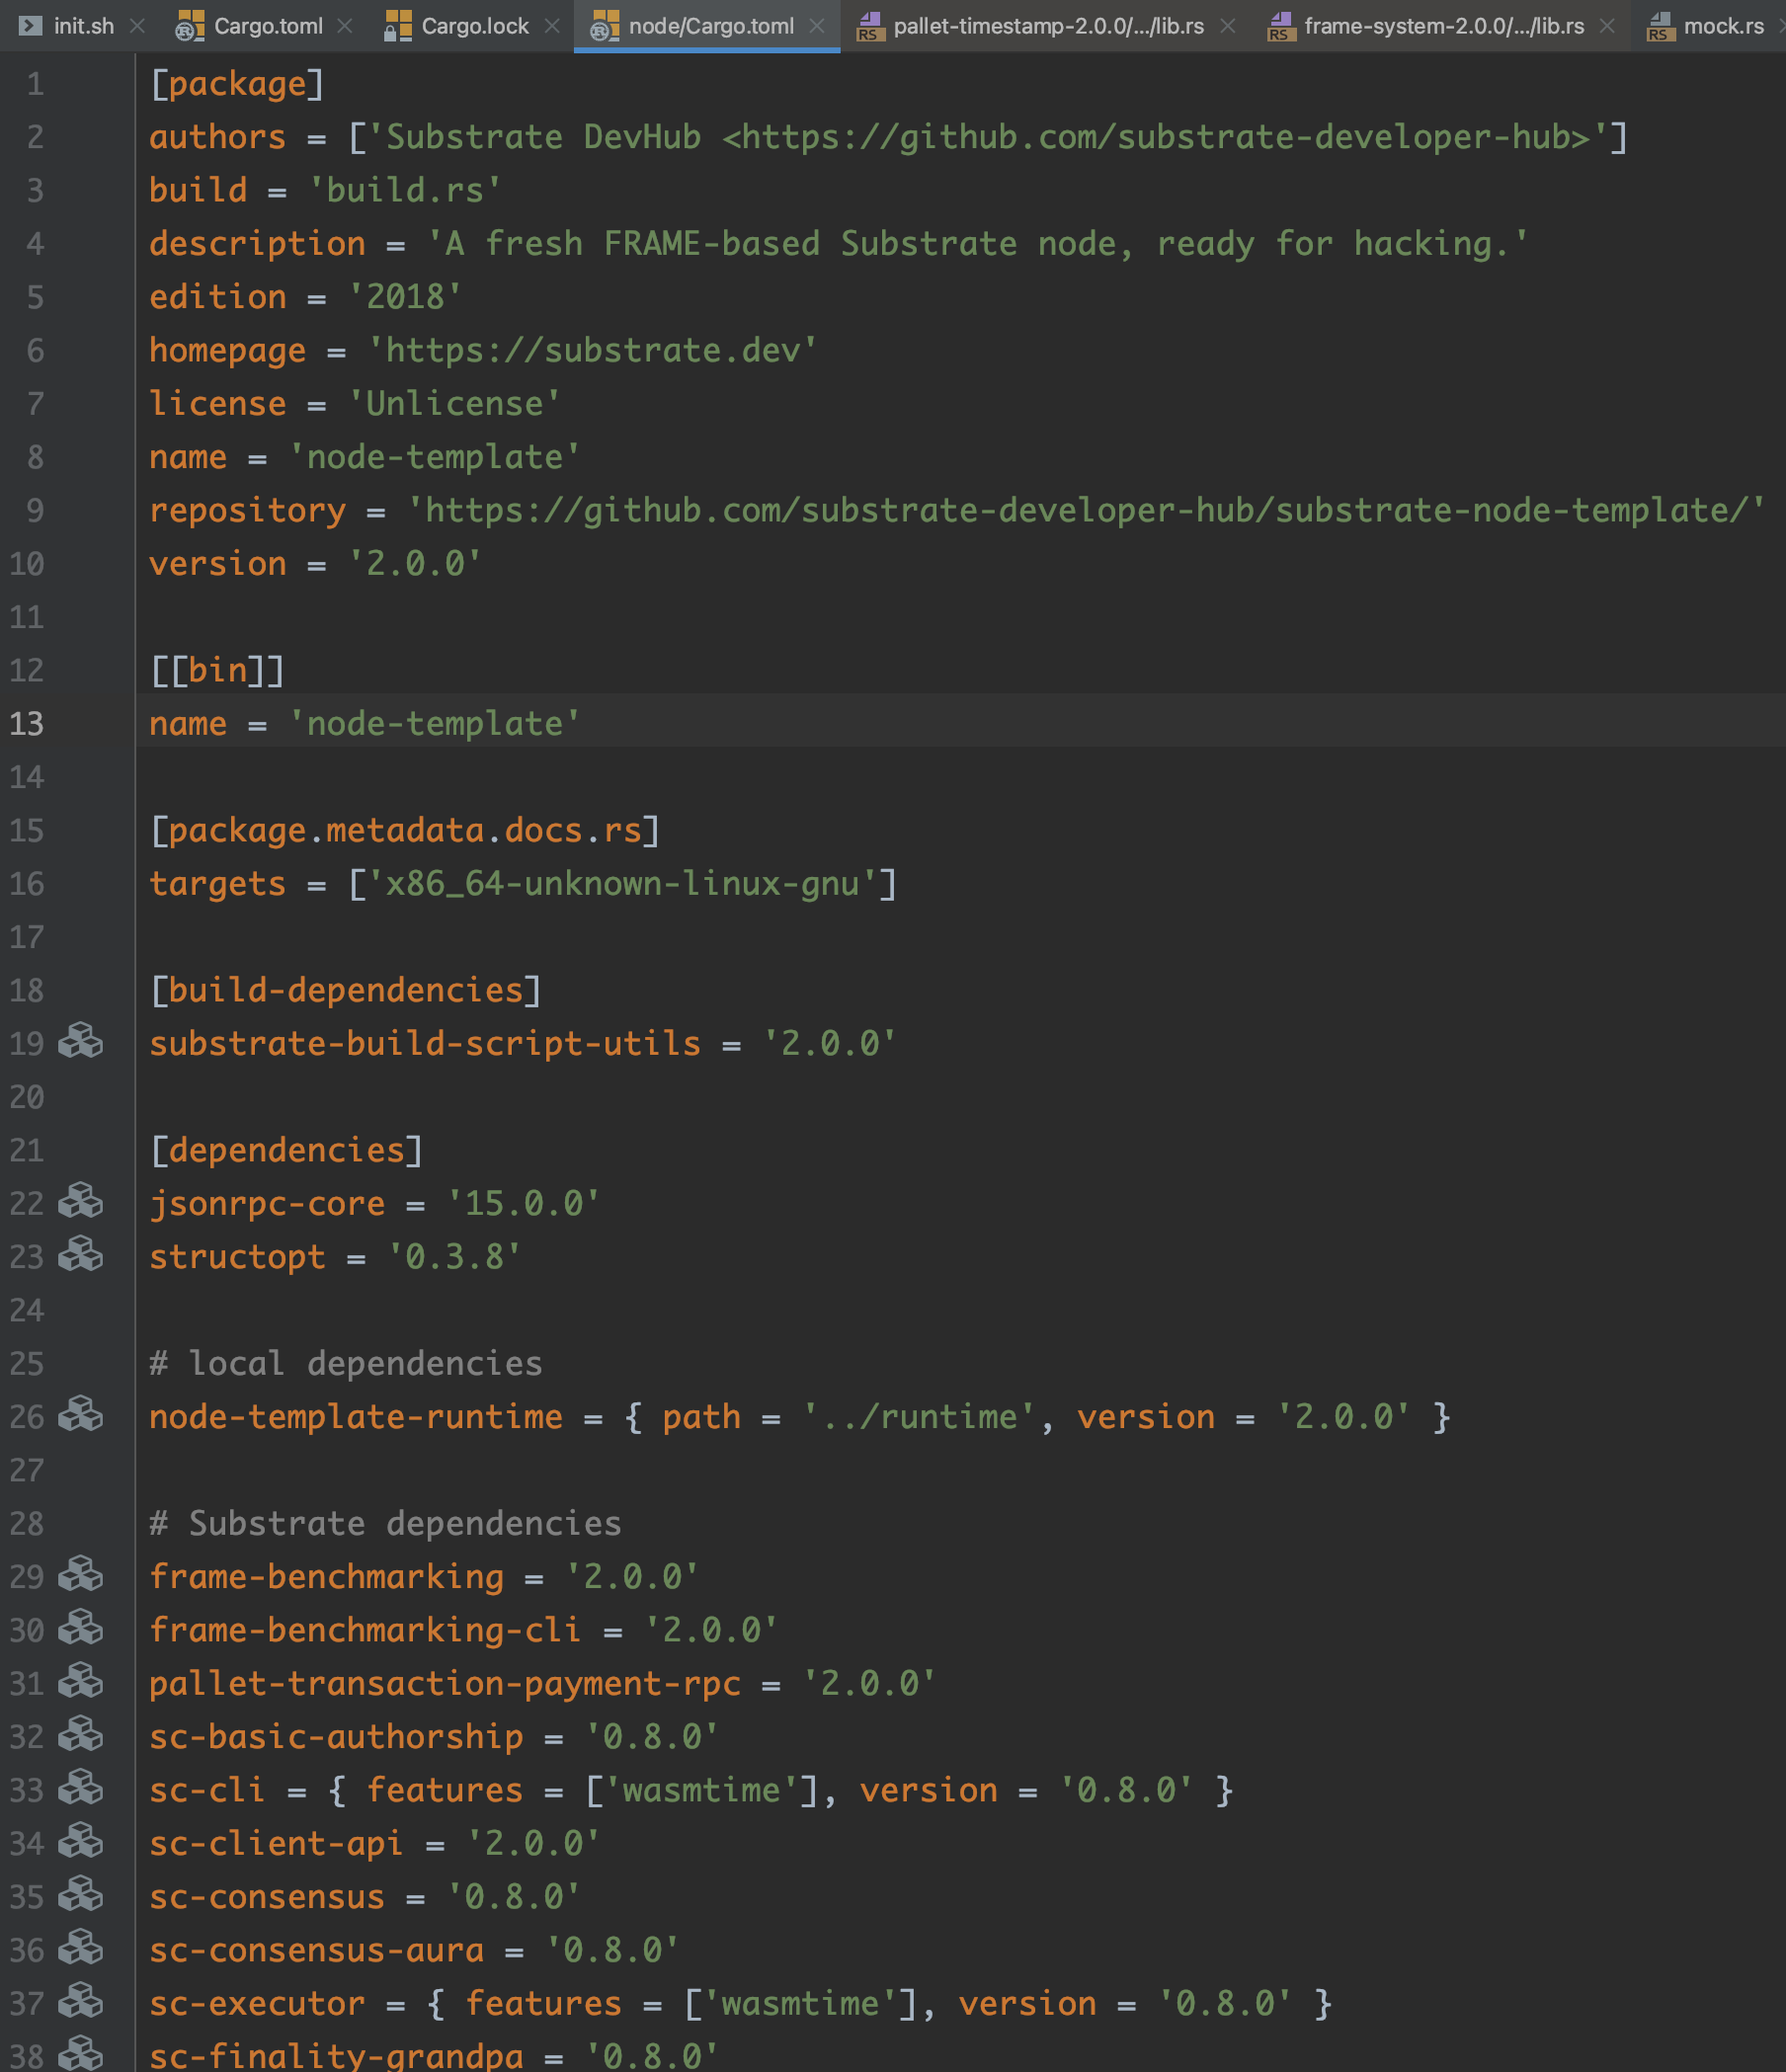 init.sh Cargo.toml Cargo.lock node/Cargo.toml pallet-timestamp-2.0.0/.../lib.rs frame-system-2.0.0/.../lib.rs mock.rs
1 [package]
2 authors = ['Substrate DevHub <https://github.com/substrate-developer-hub>']
3 build = 'build.rs'
4 description = 'A fresh FRAME-based Substrate node, ready for hacking.'
5 edition = '2018'
6 homepage = 'https://substrate.dev'
7 license = 'Unlicense'
8 name = 'node-template'
9 repository = 'https://github.com/substrate-developer-hub/substrate-node-template/'
10 version = '2.0.0'
11
12 [[bin]]
13 name = 'node-template'
14
15 [package.metadata.docs.rs]
16 targets = ['x86_64-unknown-linux-gnu']
17
18 [build-dependencies]
19 substrate-build-script-utils = '2.0.0'
20
21 [dependencies]
22 jsonrpc-core = '15.0.0'
23 structopt = '0.3.8'
24
25 # local dependencies
26 node-template-runtime = { path = '../runtime', version = '2.0.0' }
27
28 # Substrate dependencies
29 frame-benchmarking = '2.0.0'
30 frame-benchmarking-cli = '2.0.0'
31 pallet-transaction-payment-rpc = '2.0.0'
32 sc-basic-authorship = '0.8.0'
33 sc-cli = { features = ['wasmtime'], version = '0.8.0' }
34 sc-client-api = '2.0.0'
35 sc-consensus = '0.8.0'
36 sc-consensus-aura = '0.8.0'
37 sc-executor = { features = ['wasmtime'], version = '0.8.0' }
38 sc-finality-grandpa = '0.8.0'